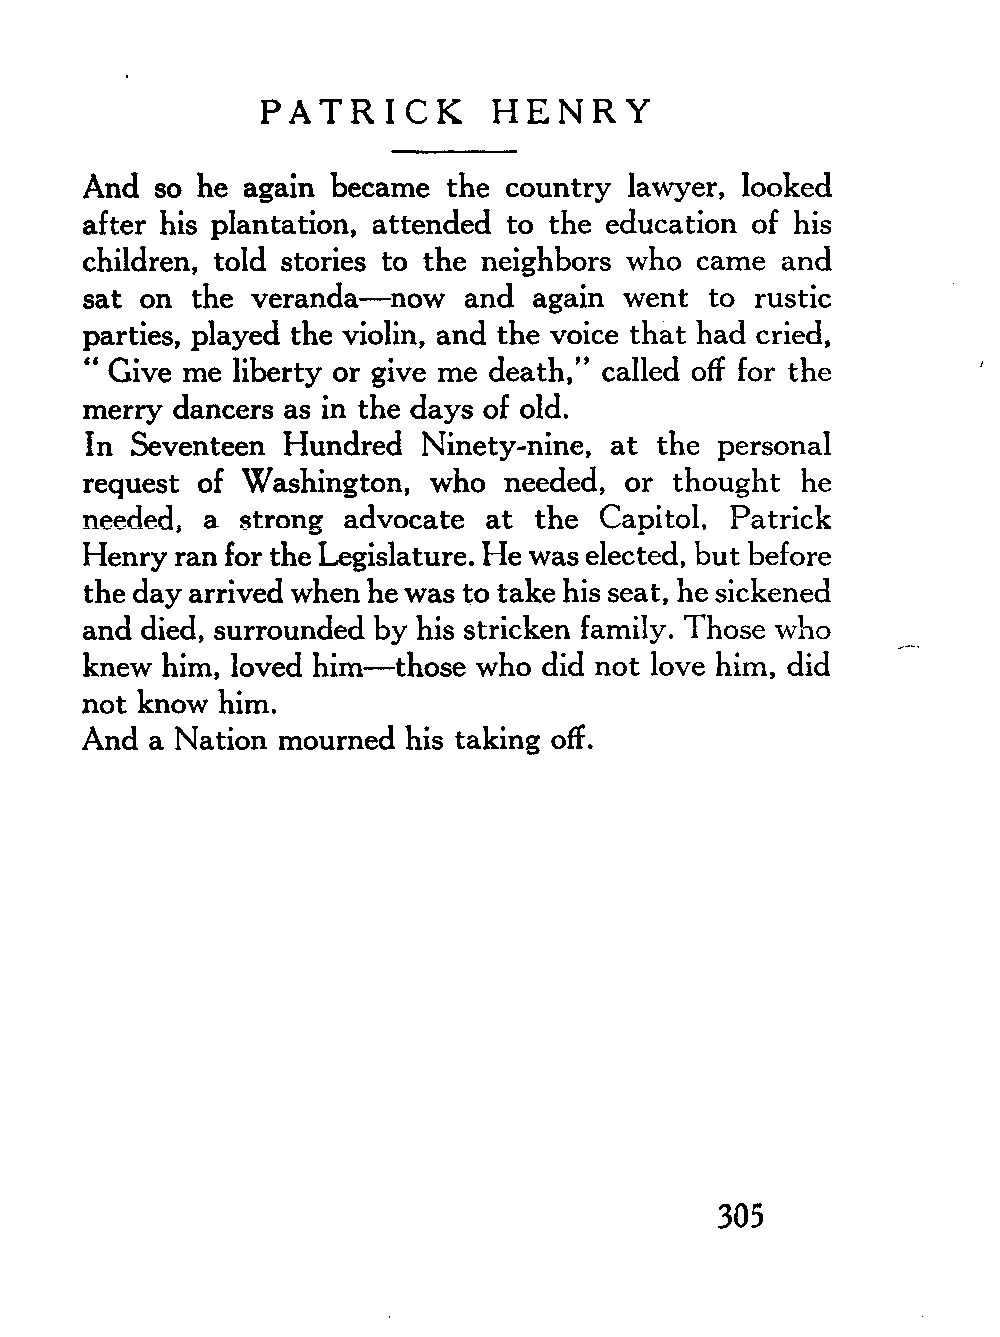 PATRICK HENRY
And so he again became the country lawyer, looked
after his plantation, attended to the education of his
children, told stories to the neighbors who came and
sat on the veranda—now and again went to rustic
parties, played the violin, and the voice that had cried,
“ Give me liberty or give me death,” called off for the
merry dancers as in the days of old.
In Seventeen Hundred Ninety-nine, at the personal
request of Washington, who needed, or thought he
needed, a strong advocate at the Capitol, Patrick
Henry ran for the Legislature. He was elected, but before
the day arrived when he was to take his seat, he sickened
and died, surrounded by his stricken family. Those who
knew him, loved him—those who did not love him, did
not know him.
And a Nation mourned his taking off.
305